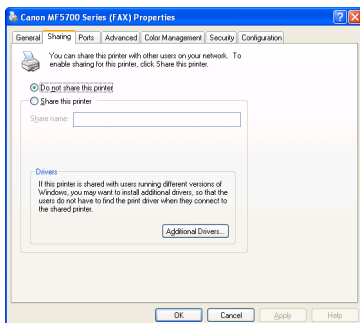 Canon MF5700 Series (FAX) Properties
General Sharing Ports Advanced Color Management Security Configuration
You can share this printer with other users on your network. To
enable sharing for this printer, click Share this printer.
Do not share this printer
Share this printer
Share name:
Drivers
If this printer is shared with users running different versions of
Windows, you may want to install additional drivers, so that the
users do not have to find the print driver when they connect to
the shared printer.
Additional Drivers...
OK Cancel Apply Help